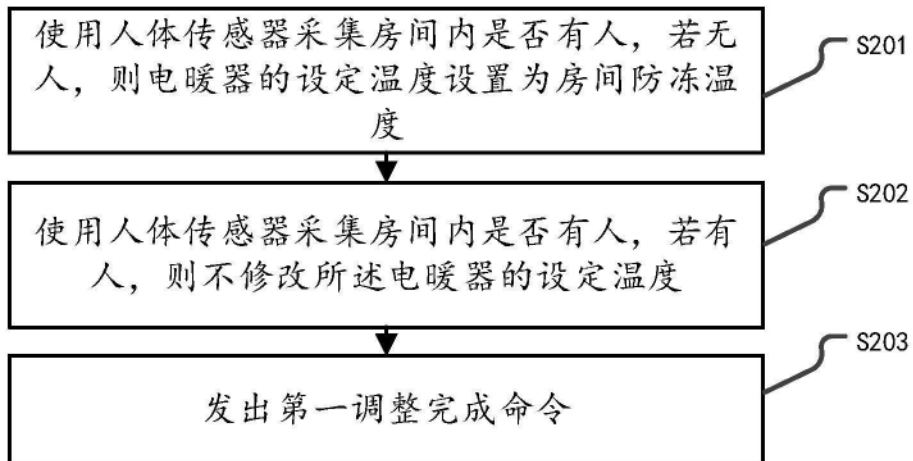 使用人体传感器采集房间内是否有人，若无
人，则电暖器的设定温度设置为房间防冻温
度
S201
使用人体传感器采集房间内是否有人，若有
人，则不修改所述电暖器的设定温度
S202
发出第一调整完成命令
S203